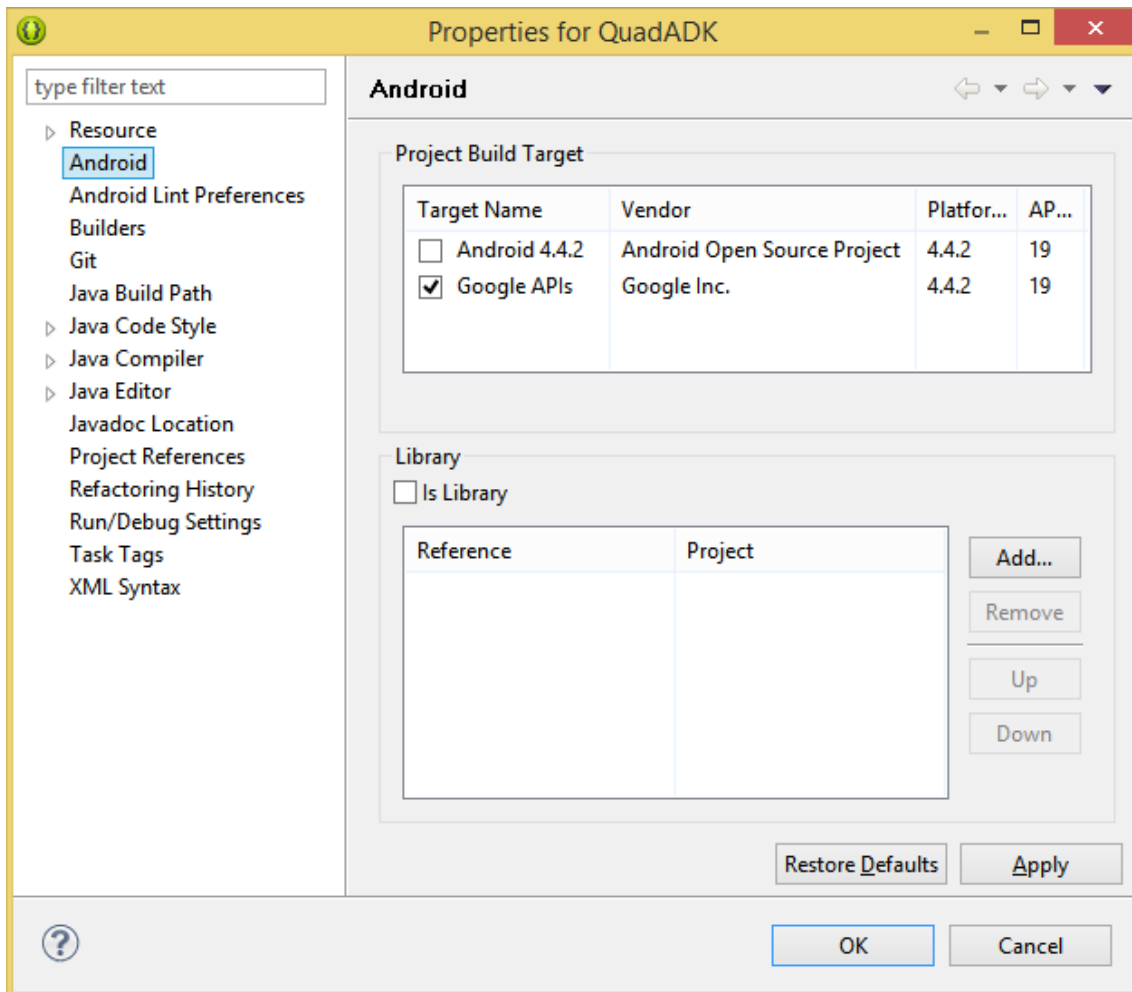 Properties for QuadADK
type filter text
Resource
Android
Android Lint Preferences
Builders
Git
Java Build Path
Java Code Style
Java Compiler
Java Editor
Javadoc Location
Project References
Refactoring History
Run/Debug Settings
Task Tags
XML Syntax
Android
Project Build Target
Target Name Vendor Platfor... AP...
Android 4.4.2 Android Open Source Project 4.4.2 19
Google APIs Google Inc. 4.4.2 19
Library
Is Library
Reference Project
Add...
Remove
Up
Down
Restore Defaults Apply
? OK Cancel